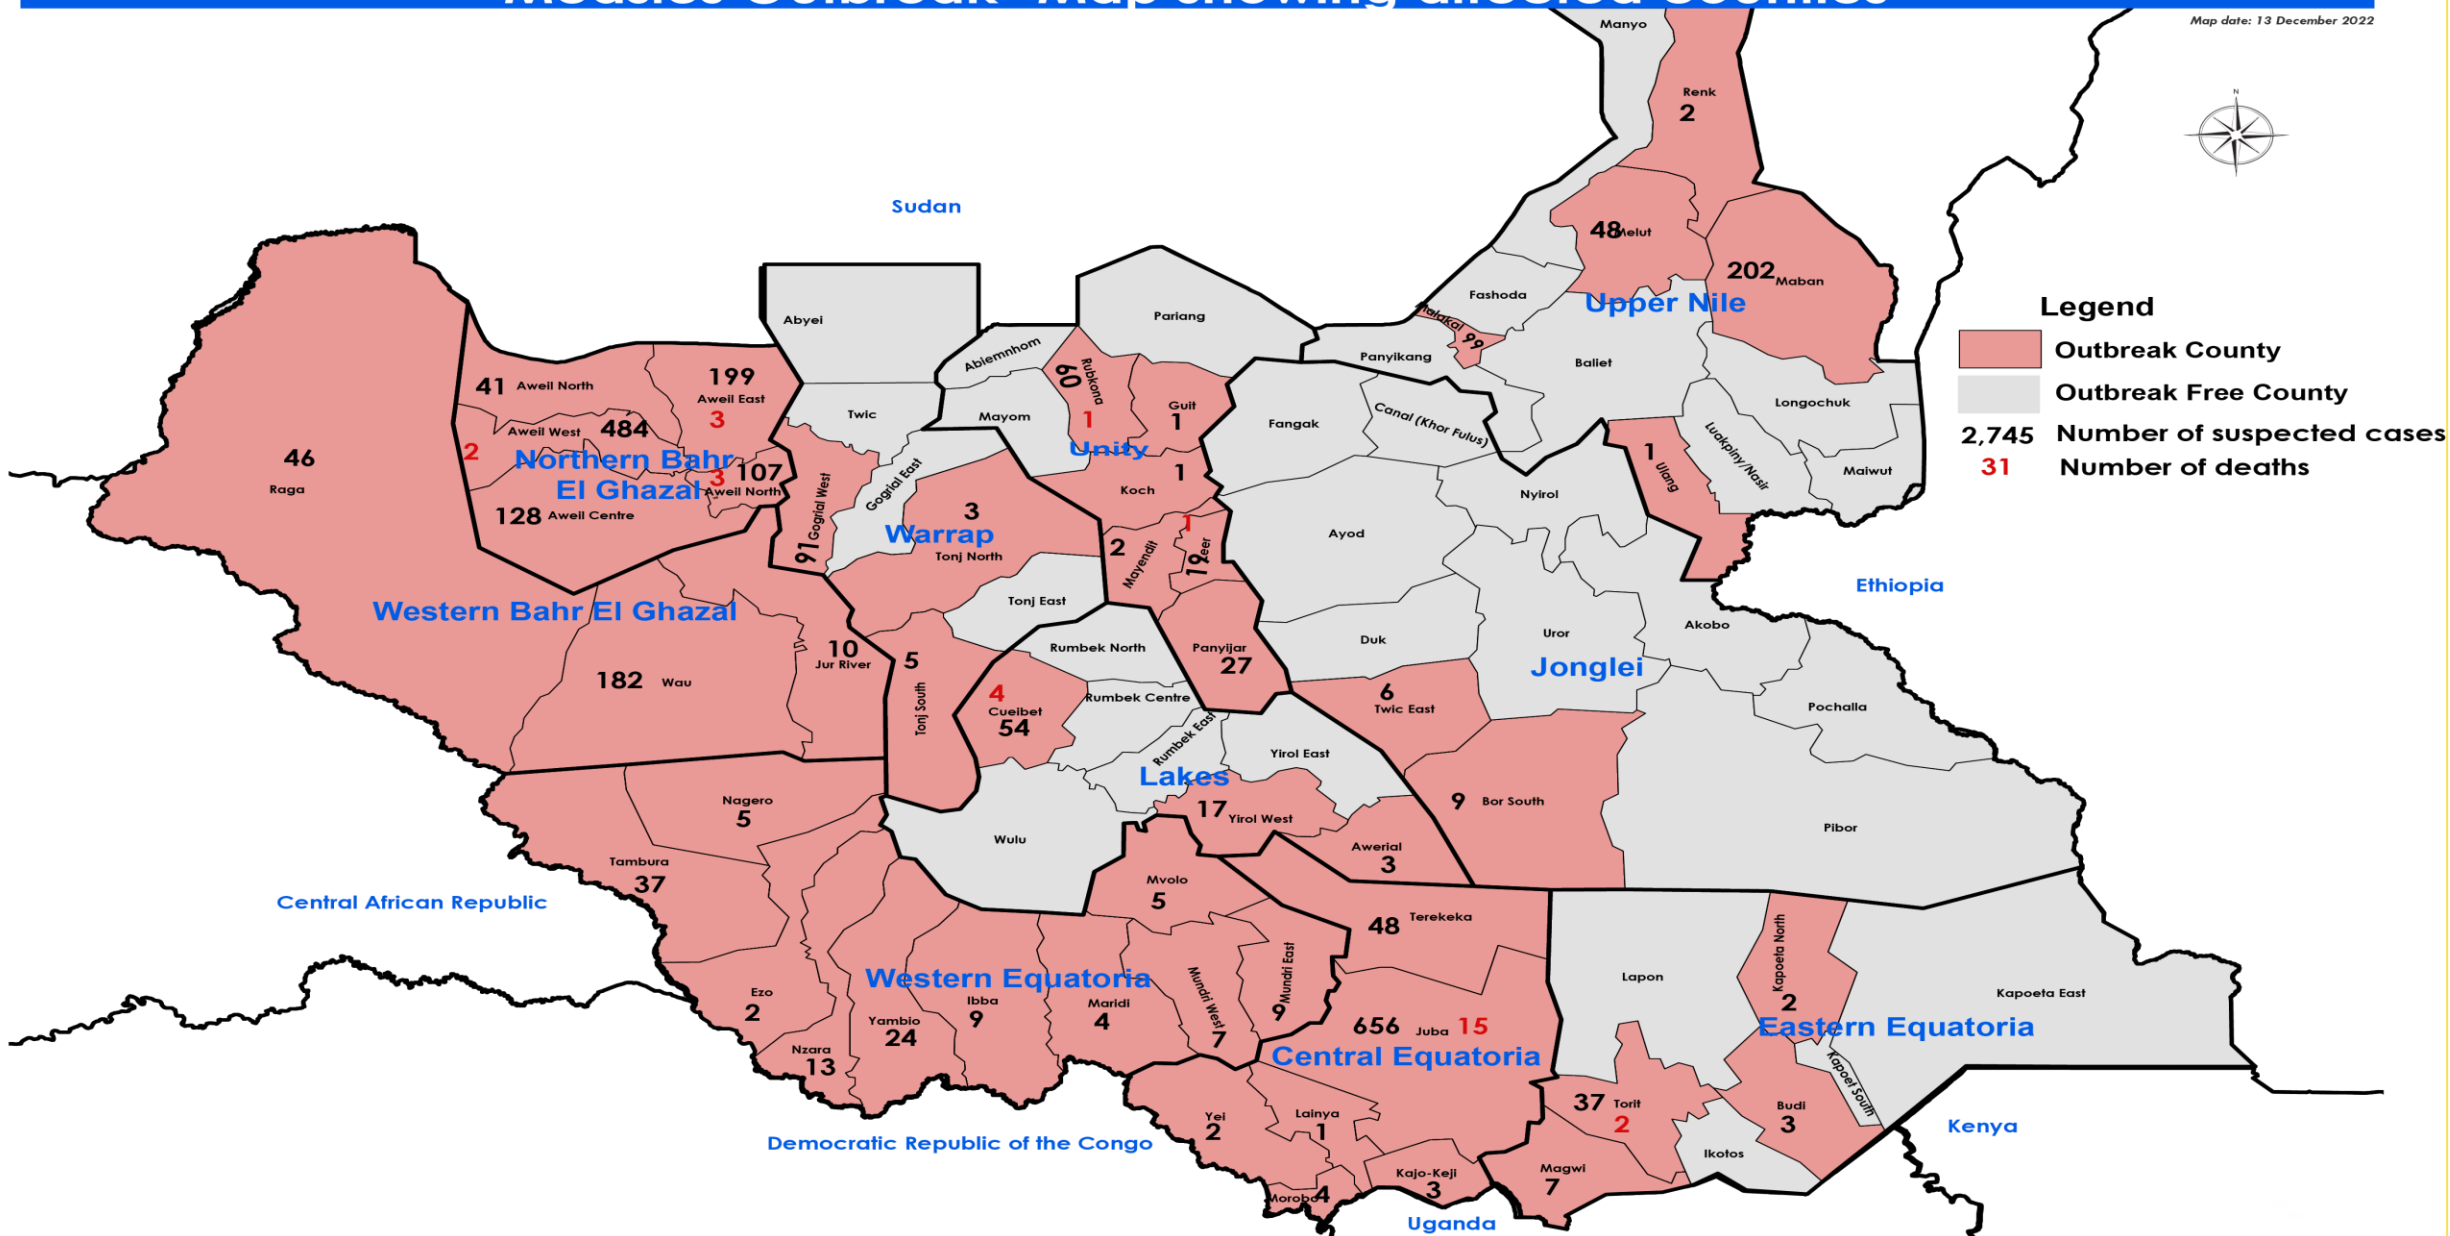 Measles Outbreak- Map showing affected counties
Map date: 13 December 2022
N
Manyo
Renk
2
Sudan
48
Melut
202
Maban
Fashoda
Upper Nile
Malakal
99
Panyikang
Baliet
Longochuk
Luakpiny/Nasir
Maiwut
1
Ulang
Legend
Outbreak County
Outbreak Free County
2,745 Number of suspected cases
31 Number of deaths
Abyei
Pariang
Abiemnhom
60
Rubkona
1
Guit
1
Mayom
Unity
1
Koch
2
Mayendit
1
19
Leer
Panyijar
27
41 Aweil North
199
Aweil East
3
Aweil West 484
2
Northern Bahr
El Ghazal
3 107
Aweil North
128 Aweil Centre
46
Raga
Western Bahr El Ghazal
182 Wau
10
Jur River
Twic
91
Gogrial West
Gogrial East
3
Warrap
Tonj North
Tonj East
5
Tonj South
Fangak
Canal (Khor Fulus)
Nyirol
Ayod
Duk
Uror
Akobo
Jonglei
6
Twic East
Pochalla
9 Bor South
Pibor
Ethiopia
Rumbek North
4
Cueibet
54
Rumbek Centre
Rumbek East
Yirol East
Lakes
17 Yirol West
Wulu
Awerial
3
Nagero
5
Tambura
37
Central African Republic
Mvolo
5
Western Equatoria
Ezo
2
Nzara
13
Yambio
24
Ibba
9
Maridi
4
Mundri West
7
Mundri East
9
48 Terekeka
656 Juba 15
Central Equatoria
Yei
2
Lainya
1
Morobo
4
Kajo-Keji
3
Democratic Republic of the Congo
Uganda
Lapon
Kapoeta North
2
Kapoeta East
Eastern Equatoria
Kapoet South
37 Torit
2
Budi
3
Ikotos
Magwi
7
Kenya